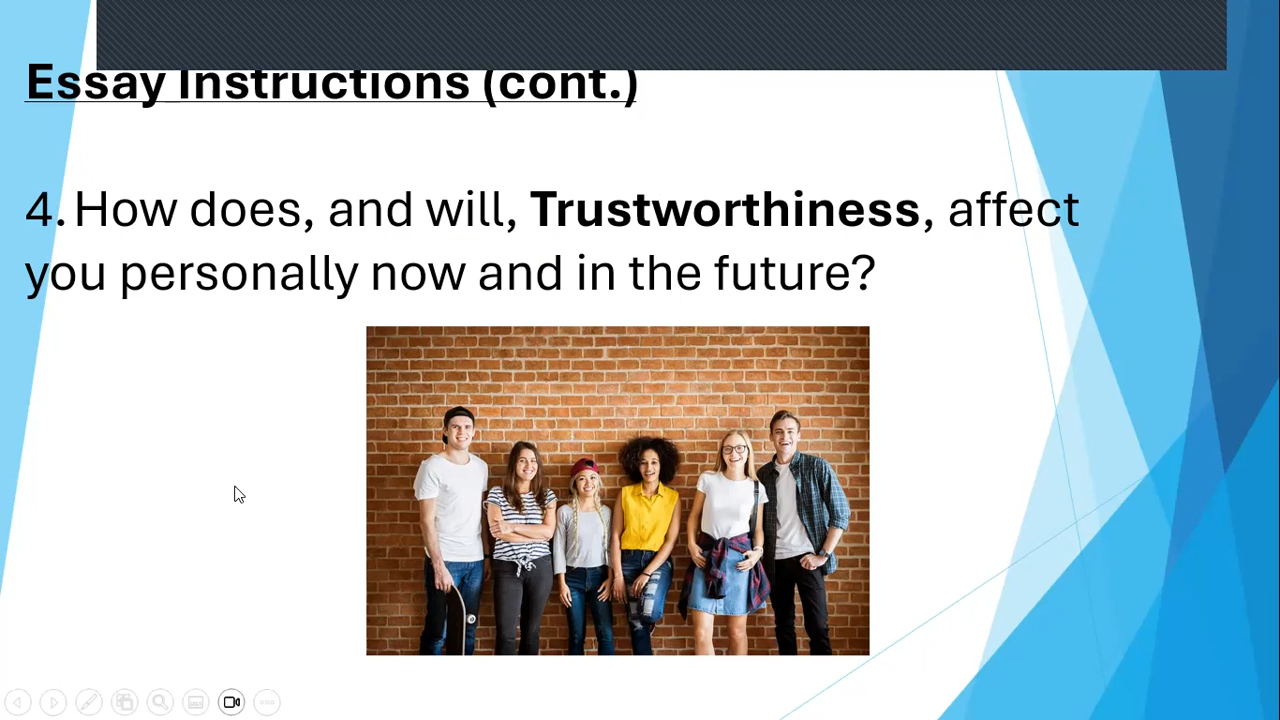 Essay Instructions (cont.)
4. How does, and will, Trustworthiness, affect
you personally now and in the future?